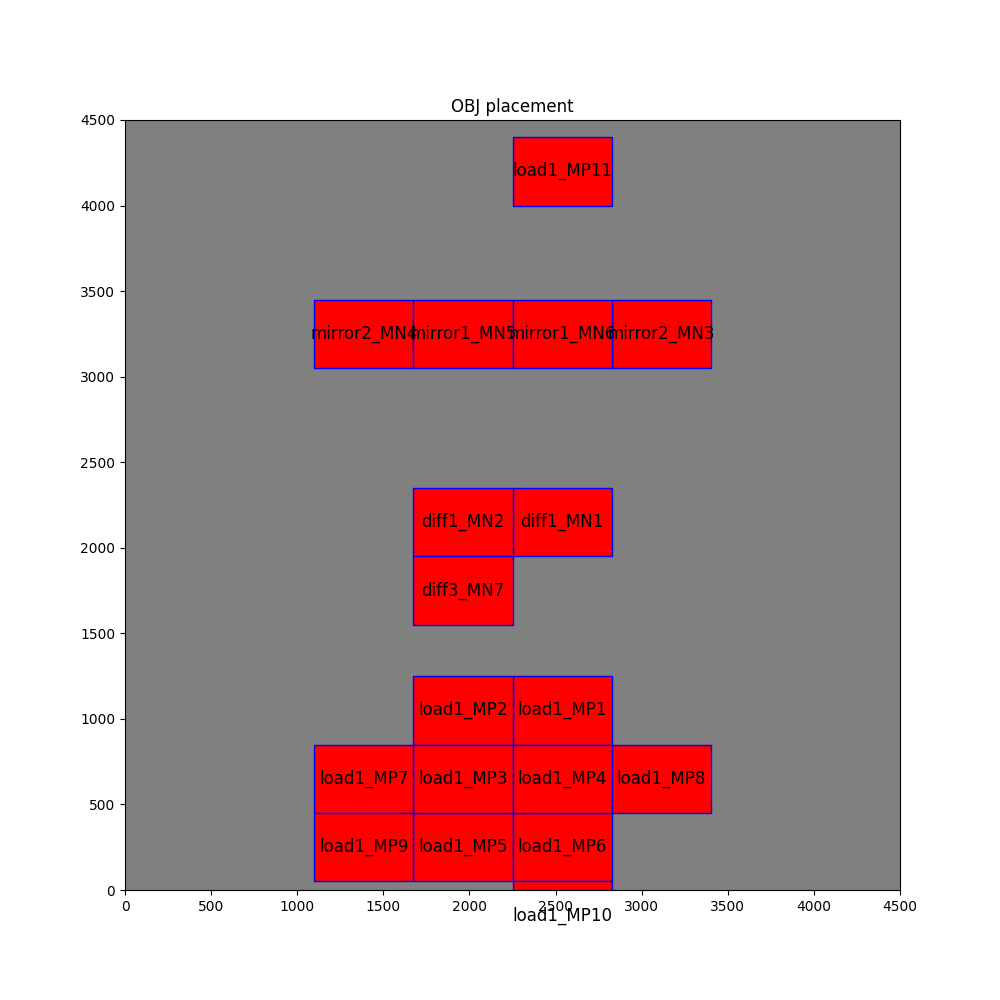 OBJ placement
4500
load1_MP11
4000
3500
mirror2_MN4 mirror1_MN5 mirror1_MN6 mirror2_MN3
3000
2500
diff1_MN2 diff1_MN1
2000
diff3_MN7
1500
load1_MP2 load1_MP1
1000
load1_MP7 load1_MP3 load1_MP4 load1_MP8
500
load1_MP9 load1_MP5 load1_MP6
0
0 500 1000 1500 2000 2500 3000 3500 4000 4500
load1_MP10